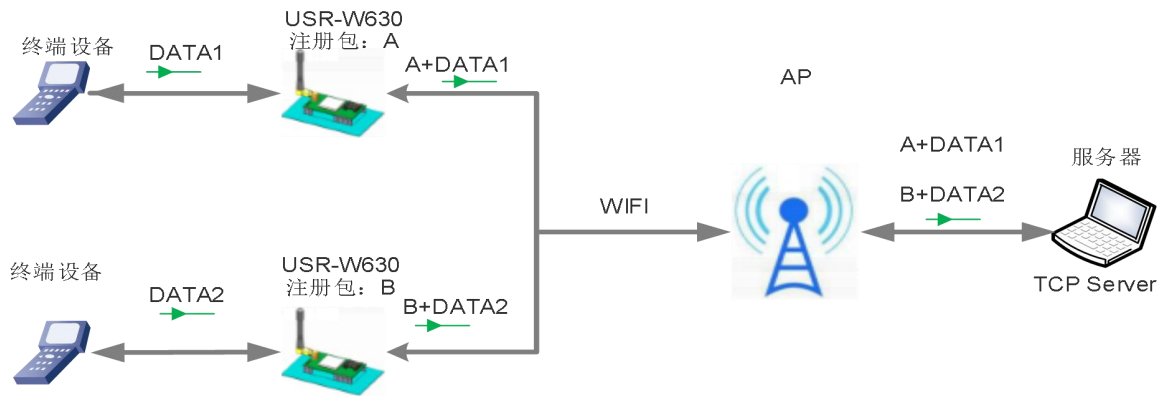 终端设备
DATA1
USR-W630
注册包：A
A+DATA1
AP
A+DATA1
服务器
B+DATA2
WIFI
TCP Server
终端设备
DATA2
USR-W630
注册包：B
B+DATA2